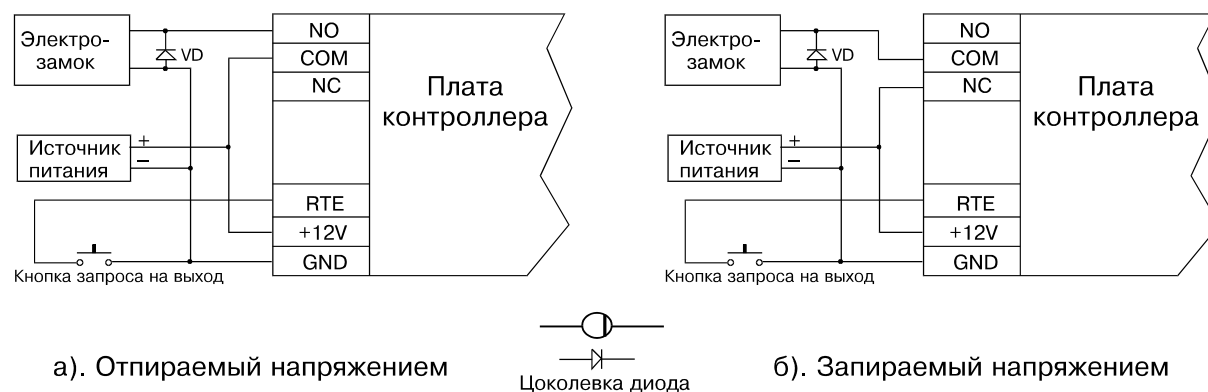 Электро-
замок
VD
NO
COM
NC
Плата
контроллера
Источник
питания
+
–
RTE
+12V
GND
Кнопка запроса на выход
Электро-
замок
VD
NO
COM
NC
Плата
контроллера
Источник
питания
+
–
RTE
+12V
GND
Кнопка запроса на выход
а). Отпираемый напряжением
Цоколевка диода
б). Запираемый напряжением